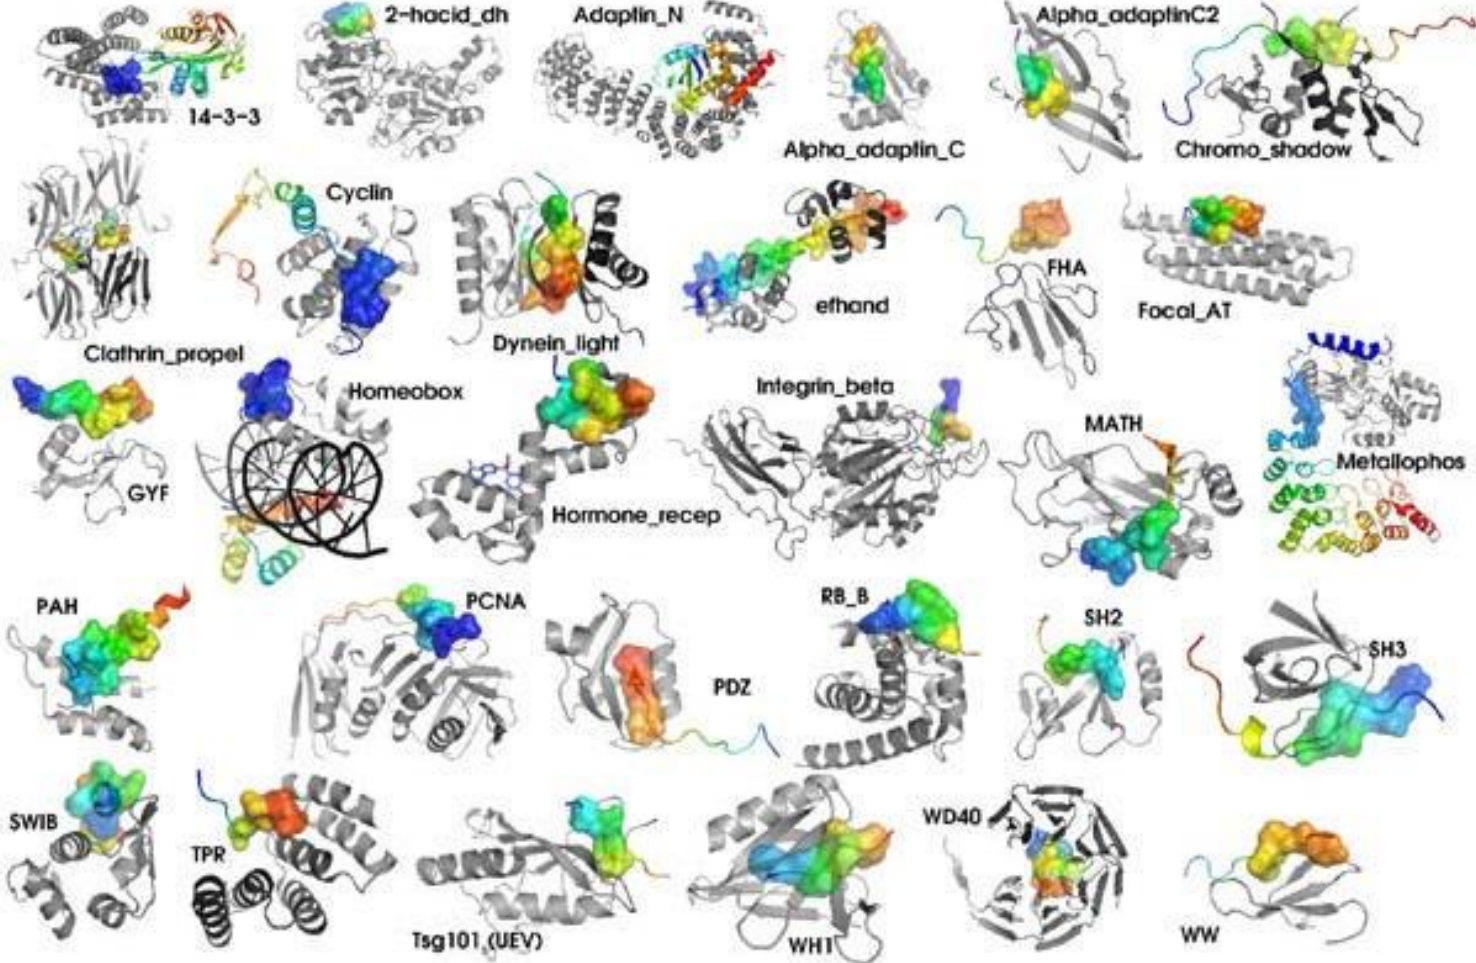 2-hacid_dh
Adaptin_N
Alpha_adaptinC2
14-3-3
Alpha_adaptin_C
Chromo_shadow
Cyclin
FHA
efhand
Focal_AT
Clathrin_propel
Dynein_light
Homeobox
Integrin_beta
MATH
Metallophos
GYF
Hormone_recep
PAH
PCNA
RB_B
SH2
SH3
PDZ
SWIB
TPR
WD40
Tsg101 (UEV)
WH1
WW